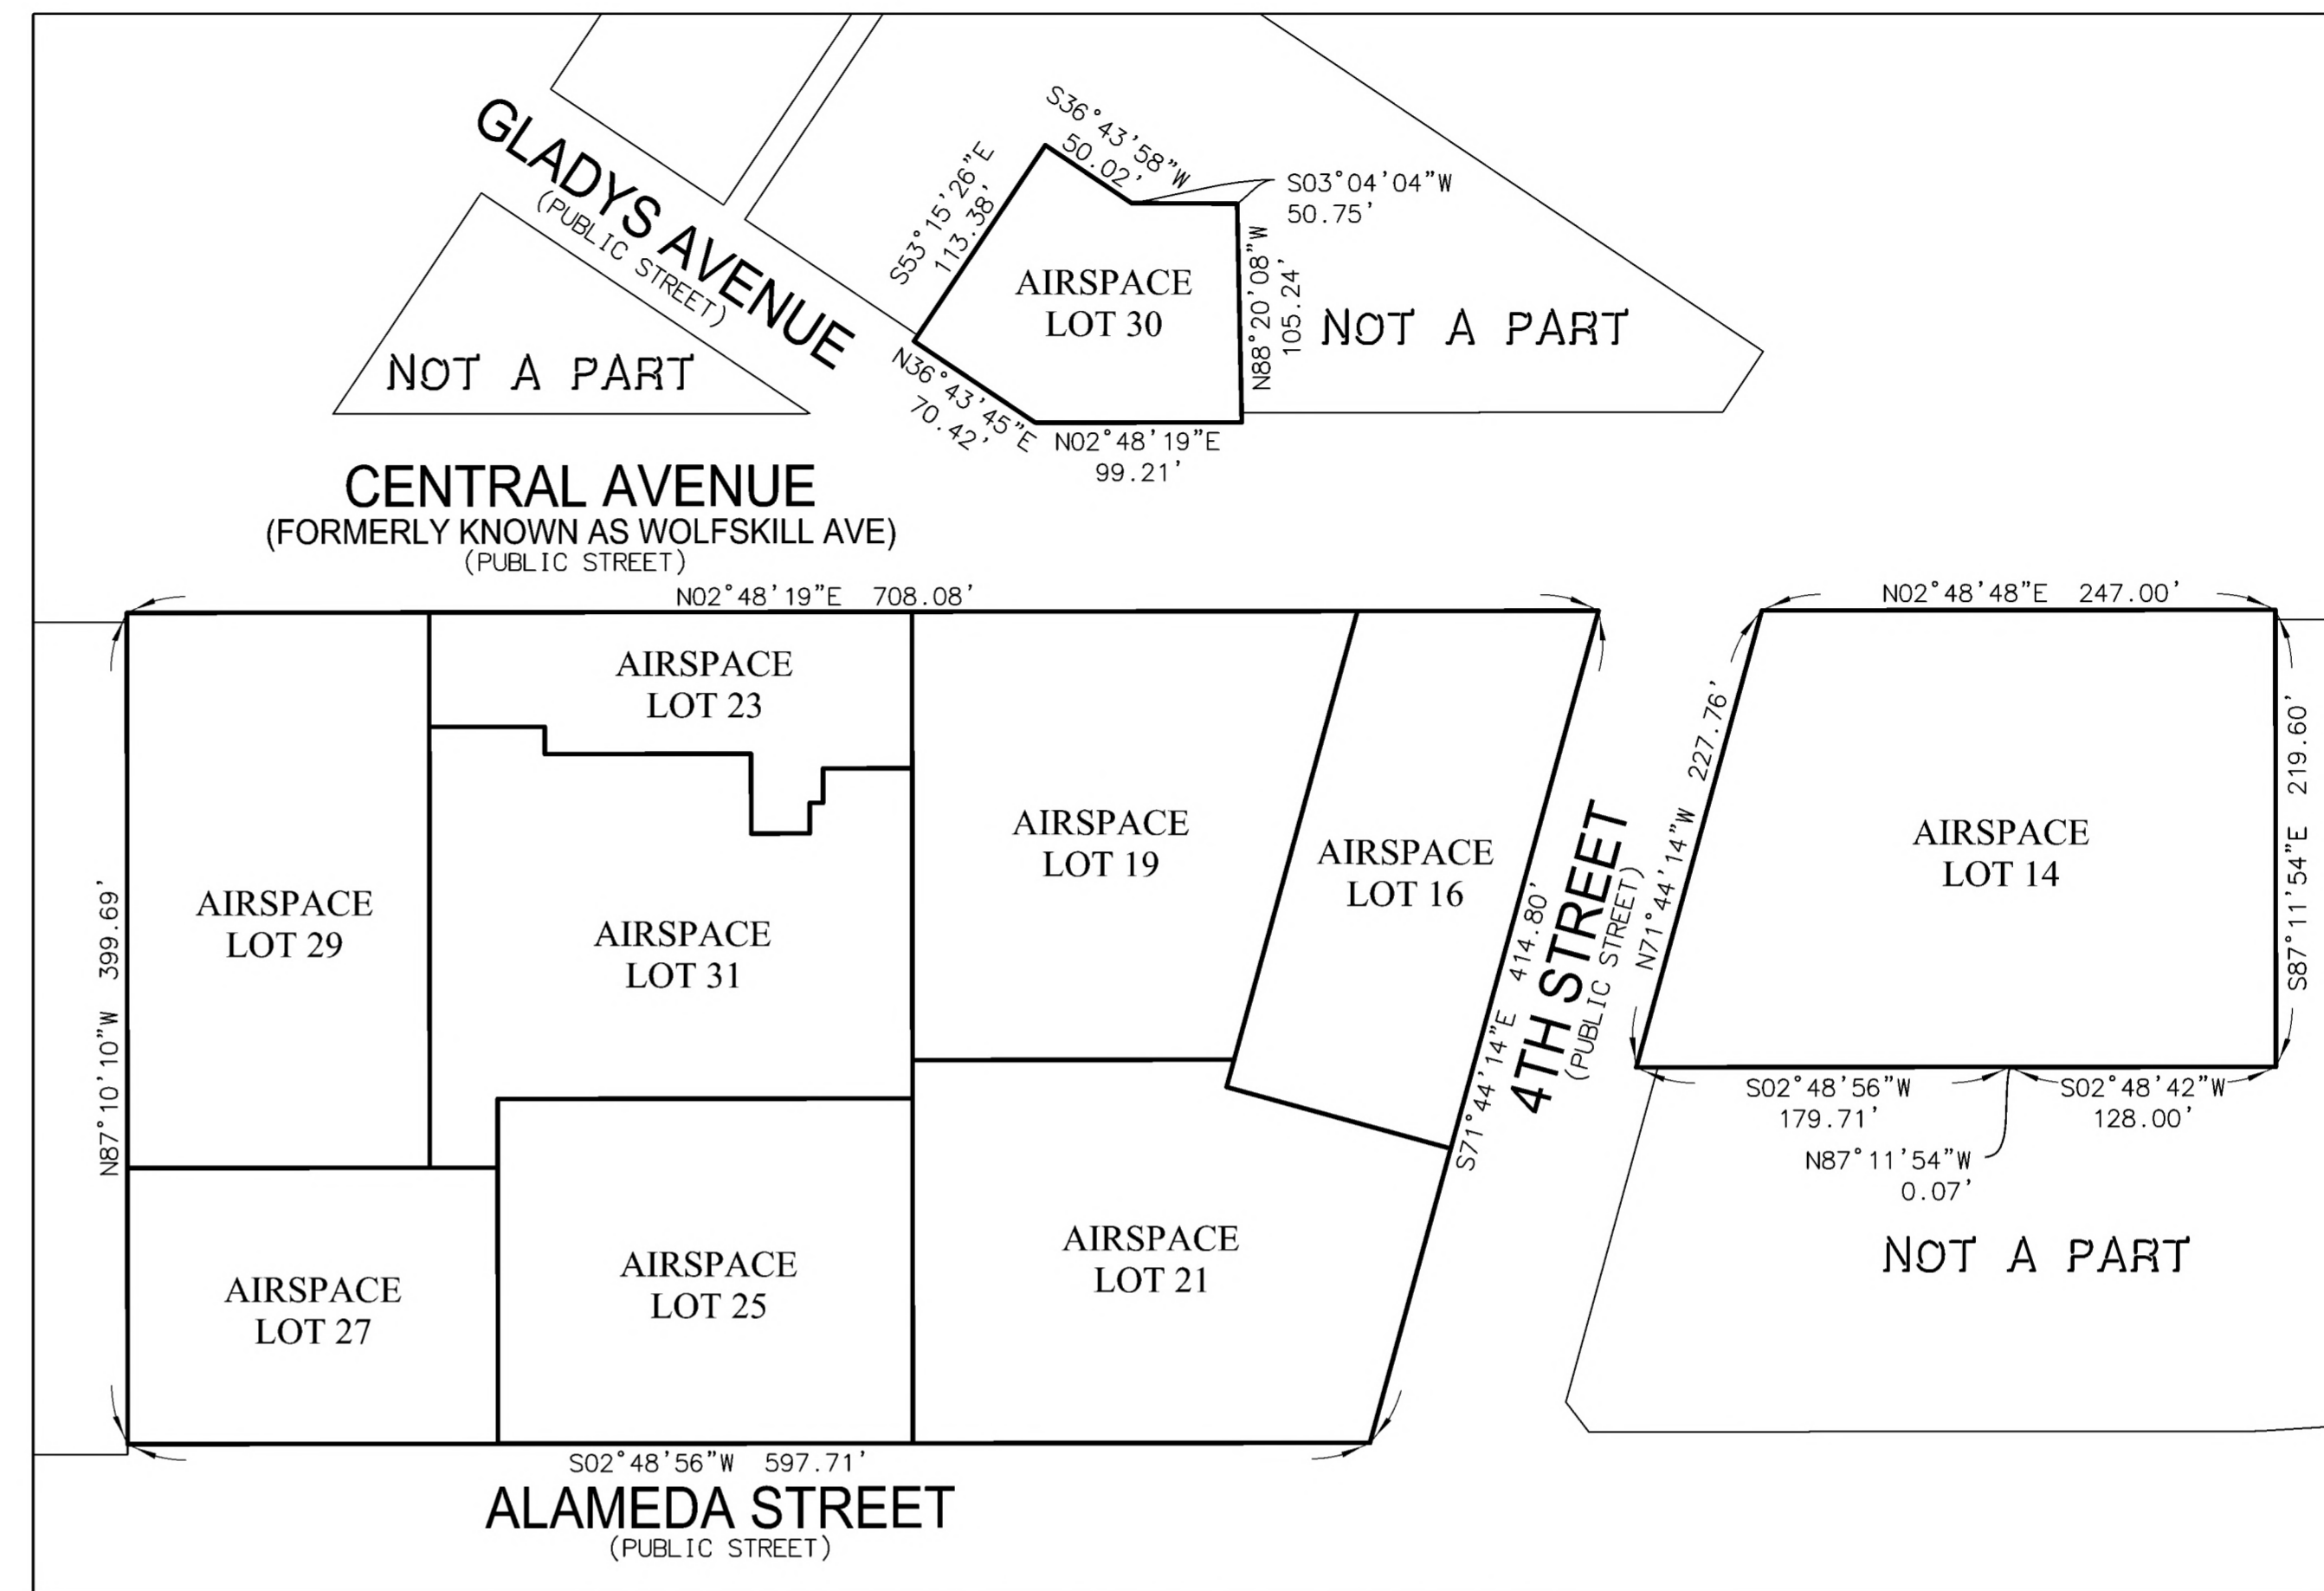 S36°43'58"W
50.02'
S03°04'04"W
50.75'
S53°15'26"E
113.38'
GLADYS AVENUE
(PUBLIC STREET)
AIRSPACE
LOT 30
N88°20'08"W
105.24'
NOT A PART
NOT A PART
N36°43'45"E
70.42'
N02°48'19"E
99.21'
CENTRAL AVENUE
(FORMERLY KNOWN AS WOLFSKILL AVE)
(PUBLIC STREET)
N02°48'19"E 708.08'
N02°48'48"E 247.00'
AIRSPACE
LOT 23
AIRSPACE
LOT 19
AIRSPACE
LOT 16
AIRSPACE
LOT 14
N71°44'14"W 227.76'
S87°11'54"E 219.60'
4TH STREET
(PUBLIC STREET)
S71°44'14"E 414.80'
N87°10'10"W 399.69'
AIRSPACE
LOT 29
AIRSPACE
LOT 31
S02°48'56"W
179.71'
S02°48'42"W
128.00'
N87°11'54"W
0.07'
NOT A PART
AIRSPACE
LOT 27
AIRSPACE
LOT 25
AIRSPACE
LOT 21
S02°48'56"W 597.71'
ALAMEDA STREET
(PUBLIC STREET)